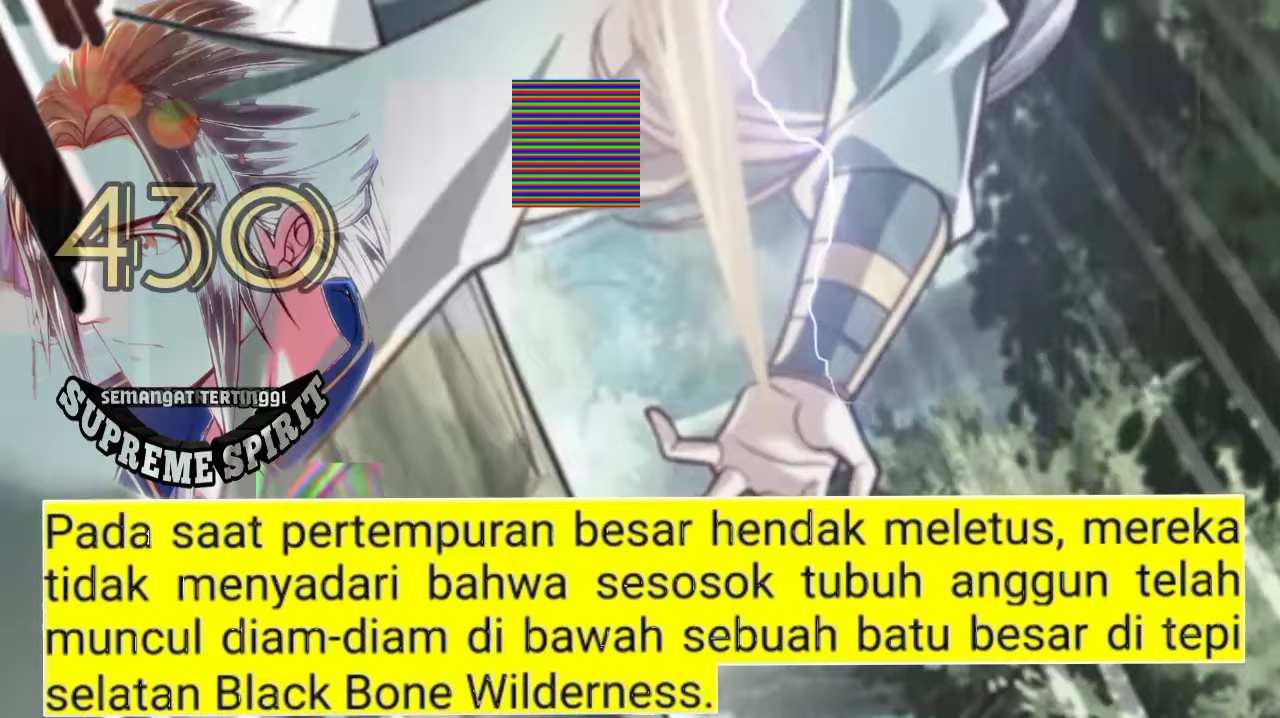 430
SEMANGAT TERTINGGI
SUPREME SPIRIT
Pada saat pertempuran besar hendak meletus, mereka
tidak menyadari bahwa sesosok tubuh anggun telah
muncul diam-diam di bawah sebuah batu besar di tepi
selatan Black Bone Wilderness.